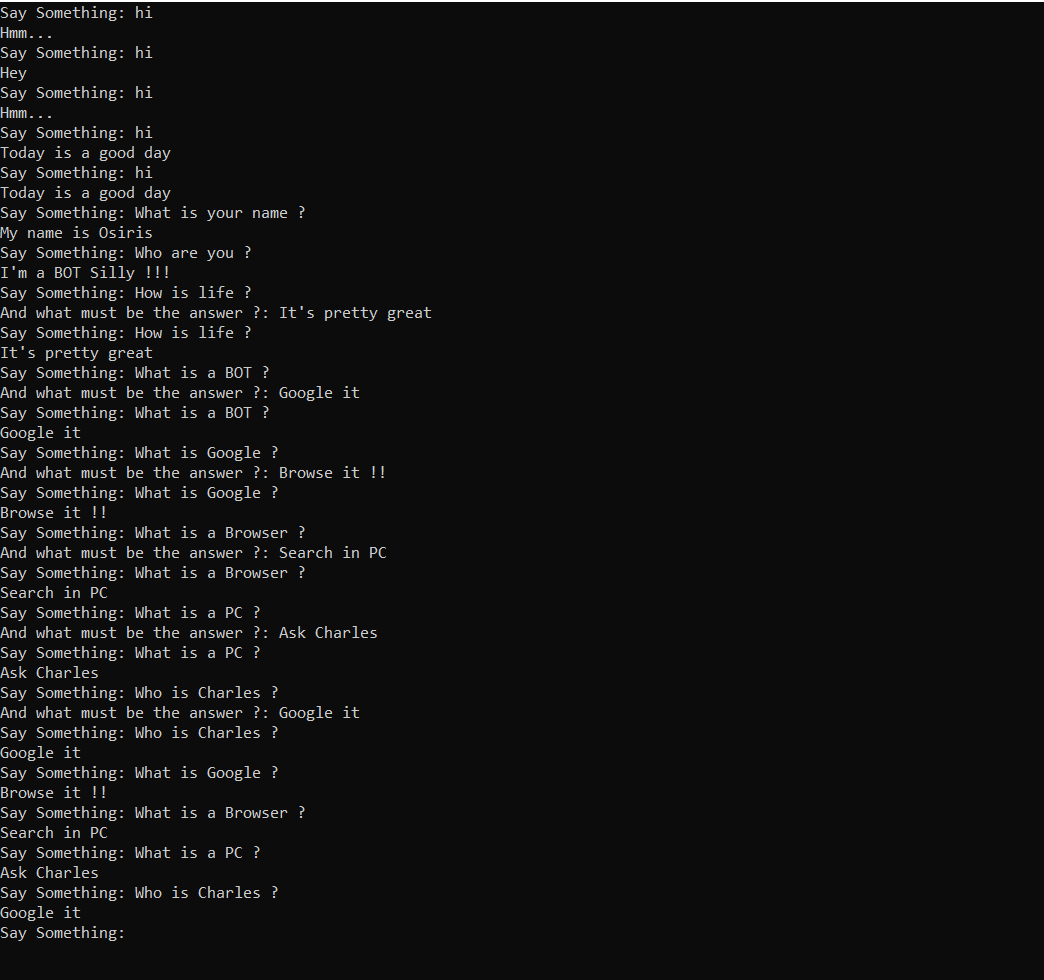 Say Something: hi
Hmm...
Say Something: hi
Hey
Say Something: hi
Hmm...
Say Something: hi
Today is a good day
Say Something: hi
Today is a good day
Say Something: What is your name ?
My name is Osiris
Say Something: Who are you ?
I'm a BOT Silly !!!
Say Something: How is life ?
And what must be the answer ?: It's pretty great
Say Something: How is life ?
It's pretty great
Say Something: What is a BOT ?
And what must be the answer ?: Google it
Say Something: What is a BOT ?
Google it
Say Something: What is Google ?
And what must be the answer ?: Browse it !!
Say Something: What is Google ?
Browse it !!
Say Something: What is a Browser ?
And what must be the answer ?: Search in PC
Say Something: What is a Browser ?
Search in PC
Say Something: What is a PC ?
And what must be the answer ?: Ask Charles
Say Something: What is a PC ?
Ask Charles
Say Something: Who is Charles ?
And what must be the answer ?: Google it
Say Something: Who is Charles ?
Google it
Say Something: What is Google ?
Browse it !!
Say Something: What is a Browser ?
Search in PC
Say Something: What is a PC ?
Ask Charles
Say Something: Who is Charles ?
Google it
Say Something: